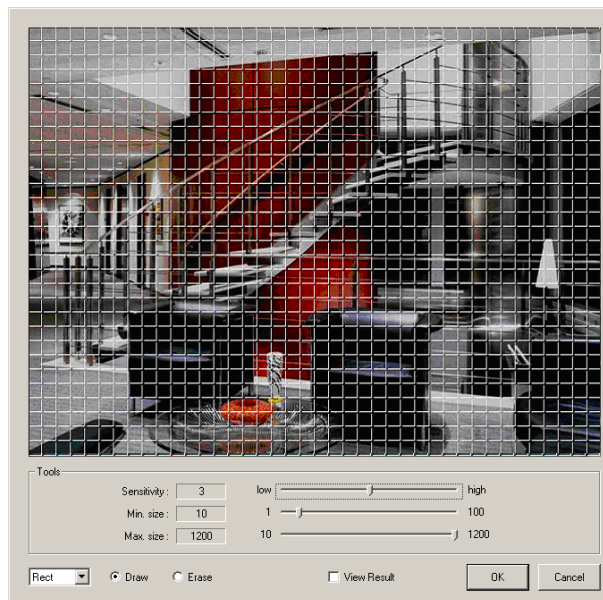 Tools
Sensitivity : 3 low high
Min. size : 10 1 100
Max. size : 1200 10 1200
Rect Draw Erase View Result OK Cancel